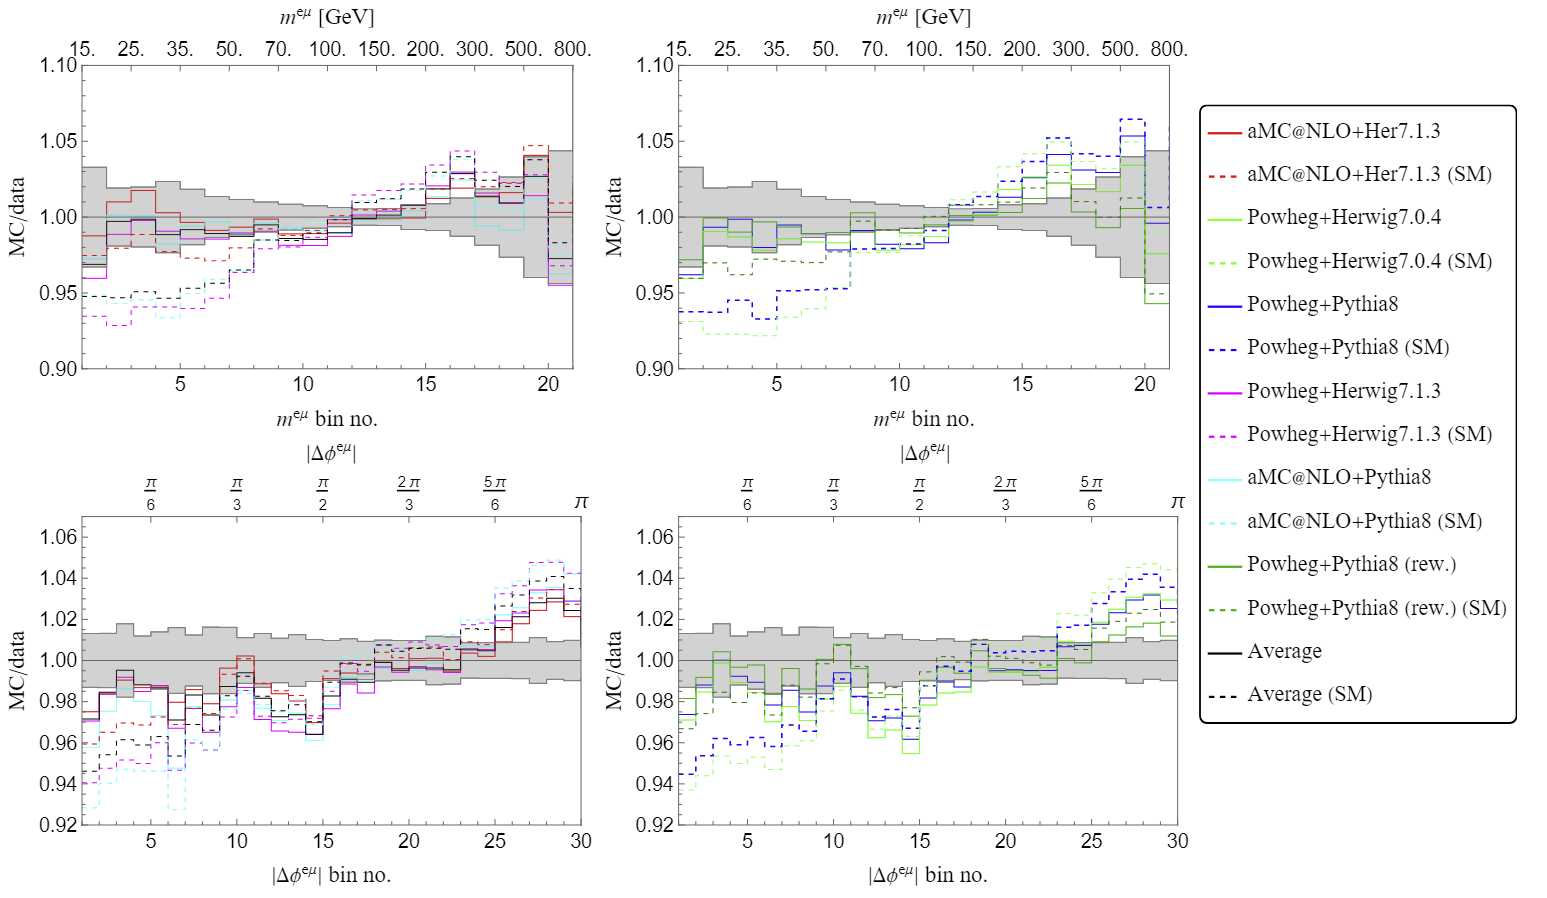 m^eμ [GeV]
15. 25. 35. 50. 70. 100. 150. 200. 300. 500. 800.
1.10
1.05
1.00
0.95
0.90
MC/data
5 10 15 20
m^eμ bin no.
m^eμ [GeV]
15. 25. 35. 50. 70. 100. 150. 200. 300. 500. 800.
1.10
1.05
1.00
0.95
0.90
MC/data
5 10 15 20
m^eμ bin no.
|Δϕ^eμ|
π/6 π/3 π/2 2π/3 5π/6 π
1.06
1.04
1.02
1.00
0.98
0.96
0.94
0.92
MC/data
5 10 15 20 25 30
|Δϕ^eμ| bin no.
|Δϕ^eμ|
π/6 π/3 π/2 2π/3 5π/6 π
1.06
1.04
1.02
1.00
0.98
0.96
0.94
0.92
MC/data
5 10 15 20 25 30
|Δϕ^eμ| bin no.
aMC@NLO+Her7.1.3
aMC@NLO+Her7.1.3 (SM)
Powheg+Herwig7.0.4
Powheg+Herwig7.0.4 (SM)
Powheg+Pythia8
Powheg+Pythia8 (SM)
Powheg+Herwig7.1.3
Powheg+Herwig7.1.3 (SM)
aMC@NLO+Pythia8
aMC@NLO+Pythia8 (SM)
Powheg+Pythia8 (rew.)
Powheg+Pythia8 (rew.) (SM)
Average
Average (SM)